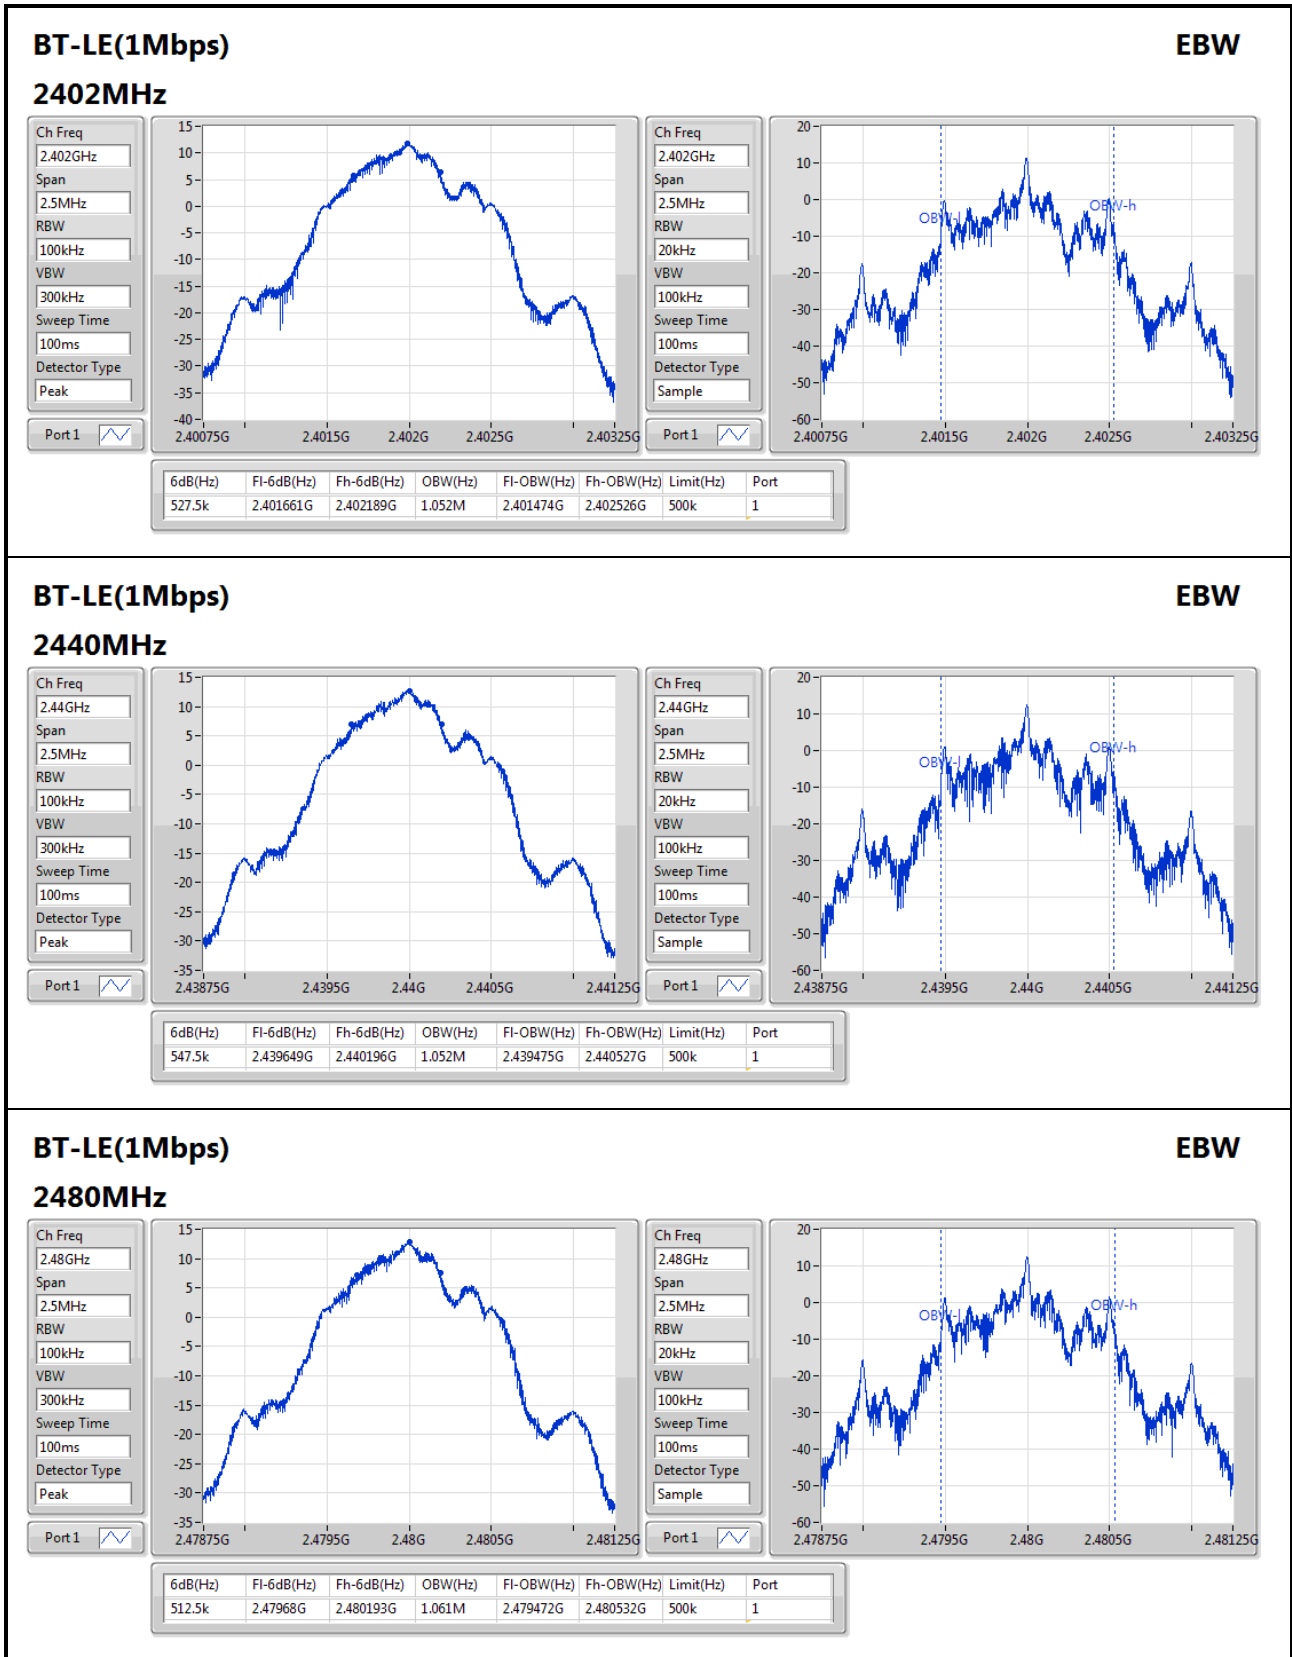 BT-LE(1Mbps) EBW
2402MHz
Ch Freq
2.402GHz
Span
2.5MHz
RBW
100kHz
VBW
300kHz
Sweep Time
100ms
Detector Type
Peak
Port 1
15
10
5
0
-5
-10
-15
-20
-25
-30
-35
-40
2.40075G 2.4015G 2.402G 2.4025G 2.40325G
Ch Freq
2.402GHz
Span
2.5MHz
RBW
20kHz
VBW
100kHz
Sweep Time
100ms
Detector Type
Sample
Port 1
20
10
0
-10
-20
-30
-40
-50
-60
OBW-l OBW-h
2.40075G 2.4015G 2.402G 2.4025G 2.40325G
6dB(Hz) Fl-6dB(Hz) Fh-6dB(Hz) OBW(Hz) Fl-OBW(Hz) Fh-OBW(Hz) Limit(Hz) Port
527.5k 2.401661G 2.402189G 1.052M 2.401474G 2.402526G 500k 1
BT-LE(1Mbps) EBW
2440MHz
Ch Freq
2.44GHz
Span
2.5MHz
RBW
100kHz
VBW
300kHz
Sweep Time
100ms
Detector Type
Peak
Port 1
15
10
5
0
-5
-10
-15
-20
-25
-30
-35
2.43875G 2.4395G 2.44G 2.4405G 2.44125G
Ch Freq
2.44GHz
Span
2.5MHz
RBW
20kHz
VBW
100kHz
Sweep Time
100ms
Detector Type
Sample
Port 1
20
10
0
-10
-20
-30
-40
-50
-60
OBW-l OBW-h
2.43875G 2.4395G 2.44G 2.4405G 2.44125G
6dB(Hz) Fl-6dB(Hz) Fh-6dB(Hz) OBW(Hz) Fl-OBW(Hz) Fh-OBW(Hz) Limit(Hz) Port
547.5k 2.439649G 2.440196G 1.052M 2.439475G 2.440527G 500k 1
BT-LE(1Mbps) EBW
2480MHz
Ch Freq
2.48GHz
Span
2.5MHz
RBW
100kHz
VBW
300kHz
Sweep Time
100ms
Detector Type
Peak
Port 1
15
10
5
0
-5
-10
-15
-20
-25
-30
-35
2.47875G 2.4795G 2.48G 2.4805G 2.48125G
Ch Freq
2.48GHz
Span
2.5MHz
RBW
20kHz
VBW
100kHz
Sweep Time
100ms
Detector Type
Sample
Port 1
20
10
0
-10
-20
-30
-40
-50
-60
OBW-l OBW-h
2.47875G 2.4795G 2.48G 2.4805G 2.48125G
6dB(Hz) Fl-6dB(Hz) Fh-6dB(Hz) OBW(Hz) Fl-OBW(Hz) Fh-OBW(Hz) Limit(Hz) Port
512.5k 2.47968G 2.480193G 1.061M 2.479472G 2.480532G 500k 1